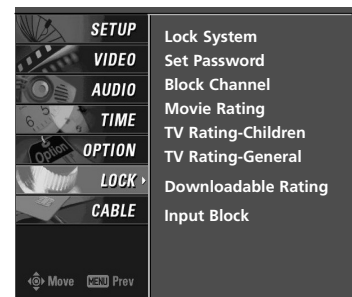 SETUP
VIDEO
AUDIO
TIME
OPTION
LOCK
CABLE
Move MENU Prev
Lock System
Set Password
Block Channel
Movie Rating
TV Rating-Children
TV Rating-General
Downloadable Rating
Input Block
Option